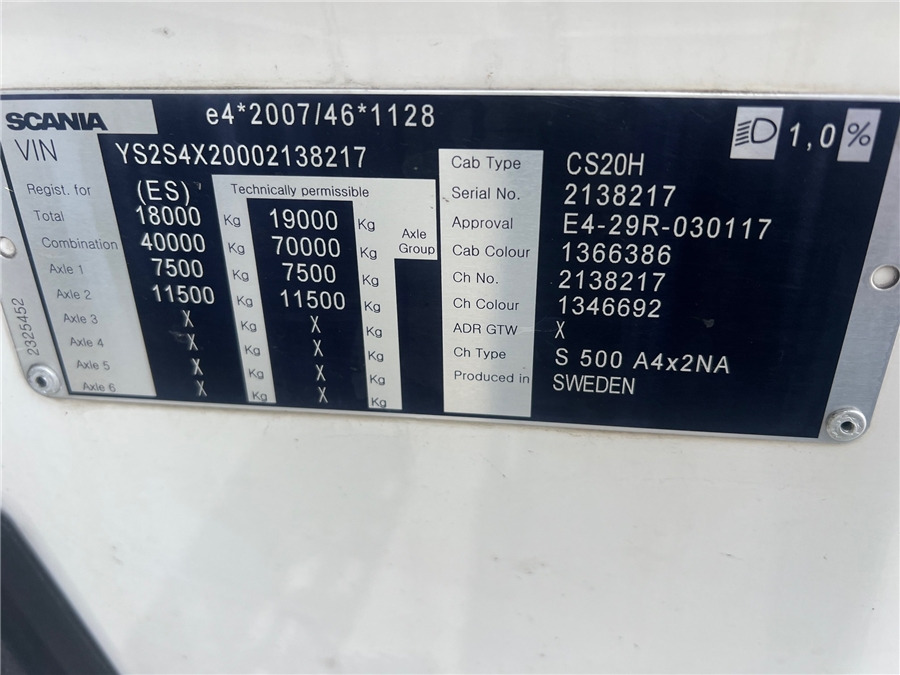 SCANIA e4*2007/46*1128 1,0%
VIN YS2S4X20002138217
Regist. for (ES) Technically permissible
Total 18000 Kg 19000 Kg
Combination 40000 Kg 70000 Kg Axle Group
Axle 1 7500 Kg 7500 Kg
Axle 2 11500 Kg 11500 Kg
Axle 3 X Kg X Kg
Axle 4 X Kg X Kg
Axle 5 X Kg X Kg
Axle 6 X Kg X Kg
Cab Type CS20H
Serial No. 2138217
Approval E4-29R-030117
Cab Colour 1366386
Ch No. 2138217
Ch Colour 1346692
ADR GTW X
Ch Type S 500 A4x2NA
Produced in SWEDEN
2325452